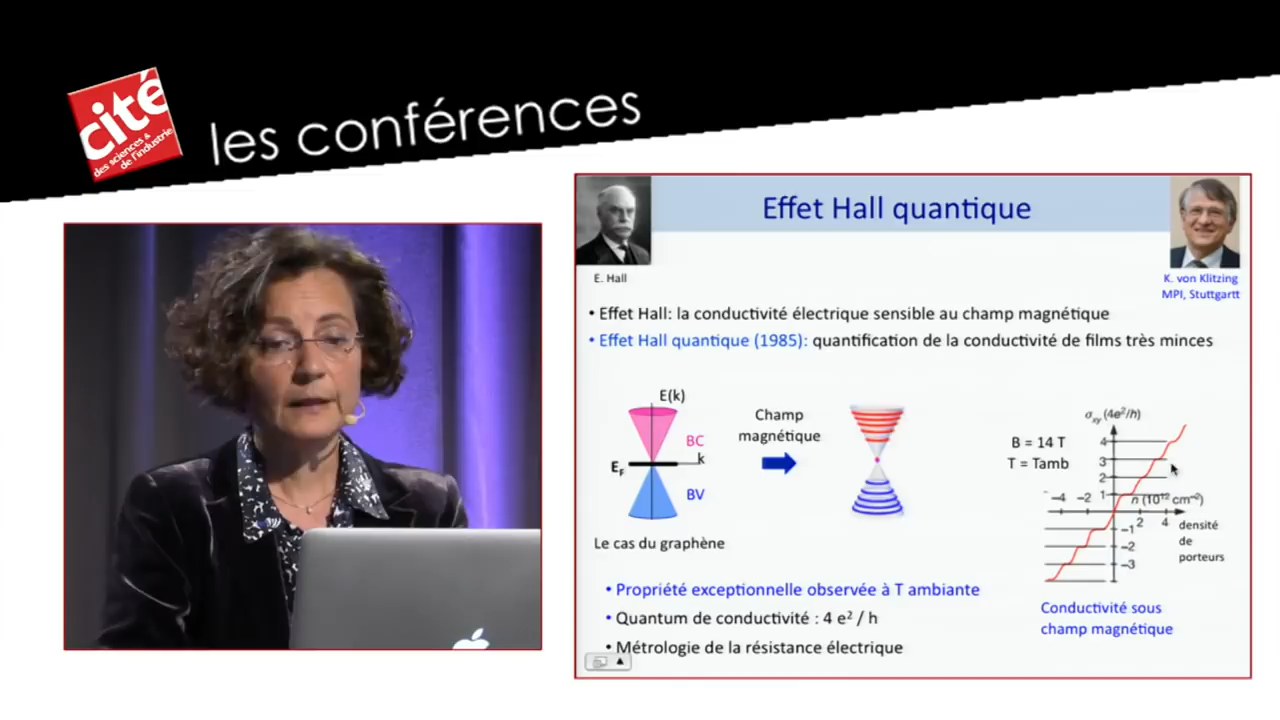 cité
des sciences &
de l'industrie
les conférences
Effet Hall quantique
E. Hall
K. von Klitzing
MPI, Stuttgartt
• Effet Hall: la conductivité électrique sensible au champ magnétique
• Effet Hall quantique (1985): quantification de la conductivité de films très minces
E(k)
BC
k
EF
BV
Le cas du graphène
Champ
magnétique
B = 14 T
T = Tamb
σxy (4e²/h)
4
3
2
1
-4 -2
n (10¹² cm⁻²)
2 4
-1
-2
-3
densité
de
porteurs
Conductivité sous
champ magnétique
• Propriété exceptionnelle observée à T ambiante
• Quantum de conductivité : 4 e² / h
• Métrologie de la résistance électrique